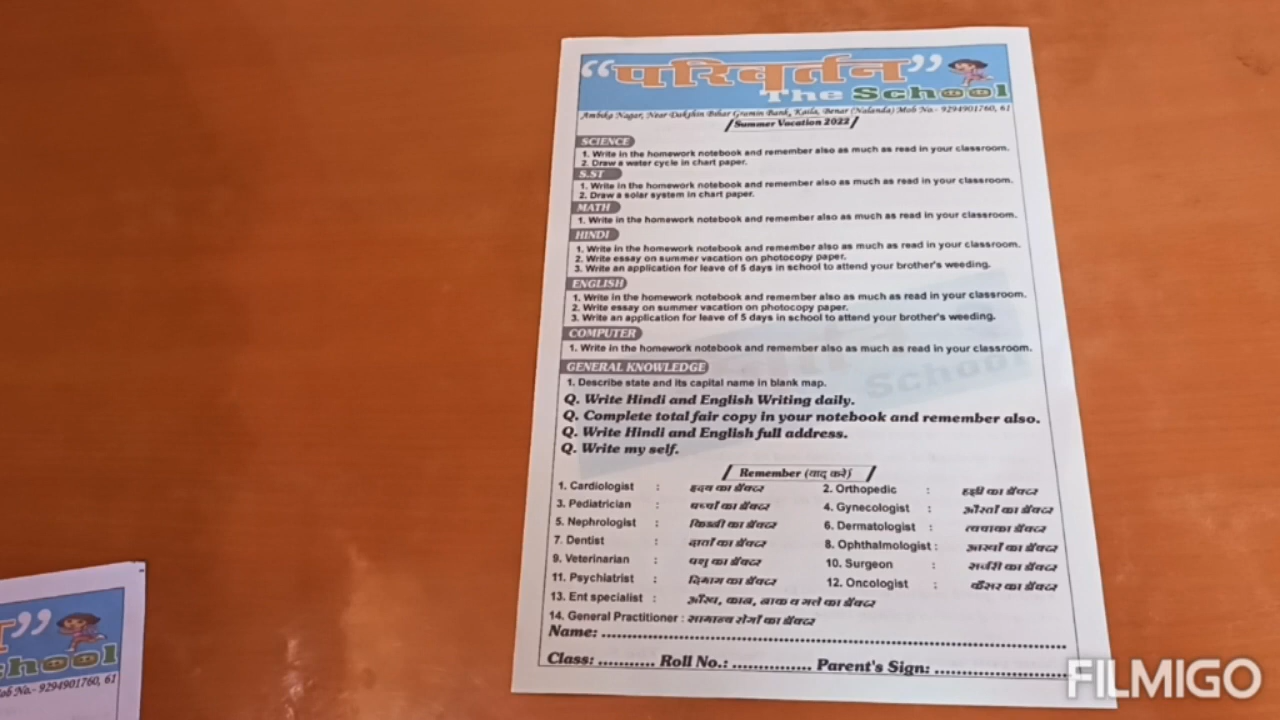 “परिवर्तन”
The School
Ambika Nagar, Near Dakshin Bihar Gramin Bank, Kaila, Benar (Nalanda) Mob No.- 9294901760, 61
Summer Vacation 2022
SCIENCE
1. Write in the homework notebook and remember also as much as read in your classroom.
2. Draw a water cycle in chart paper.
S.ST
1. Write in the homework notebook and remember also as much as read in your classroom.
2. Draw a solar system in chart paper.
MATH
1. Write in the homework notebook and remember also as much as read in your classroom.
HINDI
1. Write in the homework notebook and remember also as much as read in your classroom.
2. Write essay on summer vacation on photocopy paper.
3. Write an application for leave of 5 days in school to attend your brother's weeding.
ENGLISH
1. Write in the homework notebook and remember also as much as read in your classroom.
2. Write essay on summer vacation on photocopy paper.
3. Write an application for leave of 5 days in school to attend your brother's weeding.
COMPUTER
1. Write in the homework notebook and remember also as much as read in your classroom.
GENERAL KNOWLEDGE
1. Describe state and its capital name in blank map.
Q. Write Hindi and English Writing daily.
Q. Complete total fair copy in your notebook and remember also.
Q. Write Hindi and English full address.
Q. Write my self.
Remember (याद करे)
1. Cardiologist : हृदय का डॅाक्टर 2. Orthopedic : हड्डी का डॅाक्टर
3. Pediatrician : बच्चों का डॅाक्टर 4. Gynecologist : औरतों का डॅाक्टर
5. Nephrologist : किडनी का डॅाक्टर 6. Dermatologist : त्वचाका डॅाक्टर
7. Dentist : दातों का डॅाक्टर 8. Ophthalmologist : आखों का डॅाक्टर
9. Veterinarian : पशु का डॅाक्टर 10. Surgeon : सर्जरी का डॅाक्टर
11. Psychiatrist : दिमाग का डॅाक्टर 12. Oncologist : कैंसर का डॅाक्टर
13. Ent specialist : आँख, कान, नाक व गले का डॅाक्टर
14. General Practitioner : सामान्य रोगों का डॅाक्टर
Name: ..........................................................
Class: ........... Roll No.: .............. Parent's Sign: ........................
”
chool
ob No.- 9294901760, 61
FILMIGO